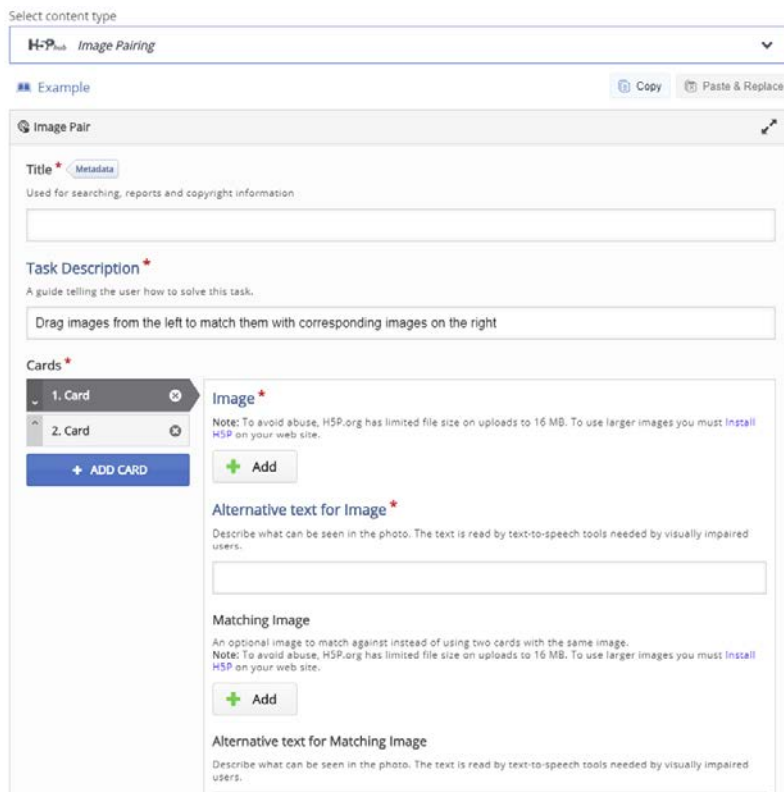 Select content type
H5P hub Image Pairing
Example
Copy
Paste & Replace
Image Pair
Title * Metadata
Used for searching, reports and copyright information
Task Description *
A guide telling the user how to solve this task.
Drag images from the left to match them with corresponding images on the right
Cards *
1. Card
2. Card
+ ADD CARD
Image *
Note: To avoid abuse, H5P.org has limited file size on uploads to 16 MB. To use larger images you must Install
H5P on your web site.
Add
Alternative text for Image *
Describe what can be seen in the photo. The text is read by text-to-speech tools needed by visually impaired
users.
Matching Image
An optional image to match against instead of using two cards with the same image.
Note: To avoid abuse, H5P.org has limited file size on uploads to 16 MB. To use larger images you must Install
H5P on your web site.
Add
Alternative text for Matching Image
Describe what can be seen in the photo. The text is read by text-to-speech tools needed by visually impaired
users.